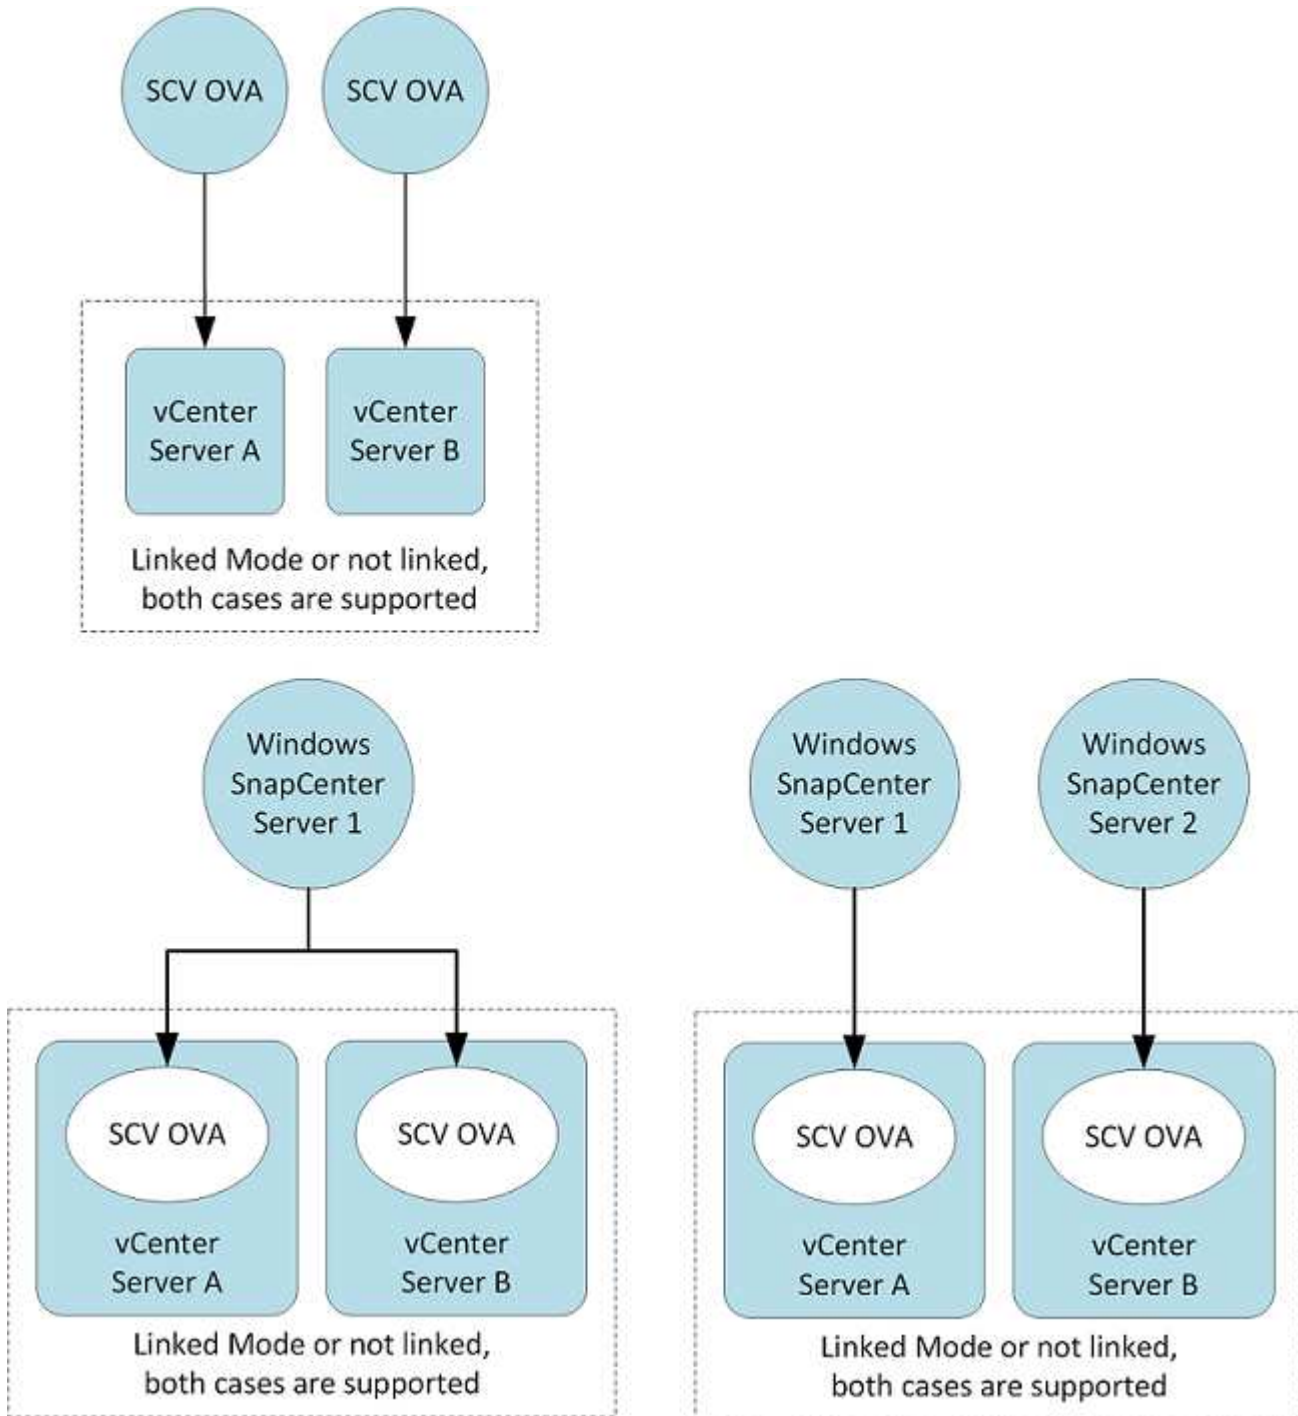 SCV OVA
SCV OVA
vCenter
Server A
vCenter
Server B
Linked Mode or not linked,
both cases are supported
Windows
SnapCenter
Server 1
SCV OVA
vCenter
Server A
SCV OVA
vCenter
Server B
Linked Mode or not linked,
both cases are supported
Windows
SnapCenter
Server 1
Windows
SnapCenter
Server 2
SCV OVA
vCenter
Server A
SCV OVA
vCenter
Server B
Linked Mode or not linked,
both cases are supported